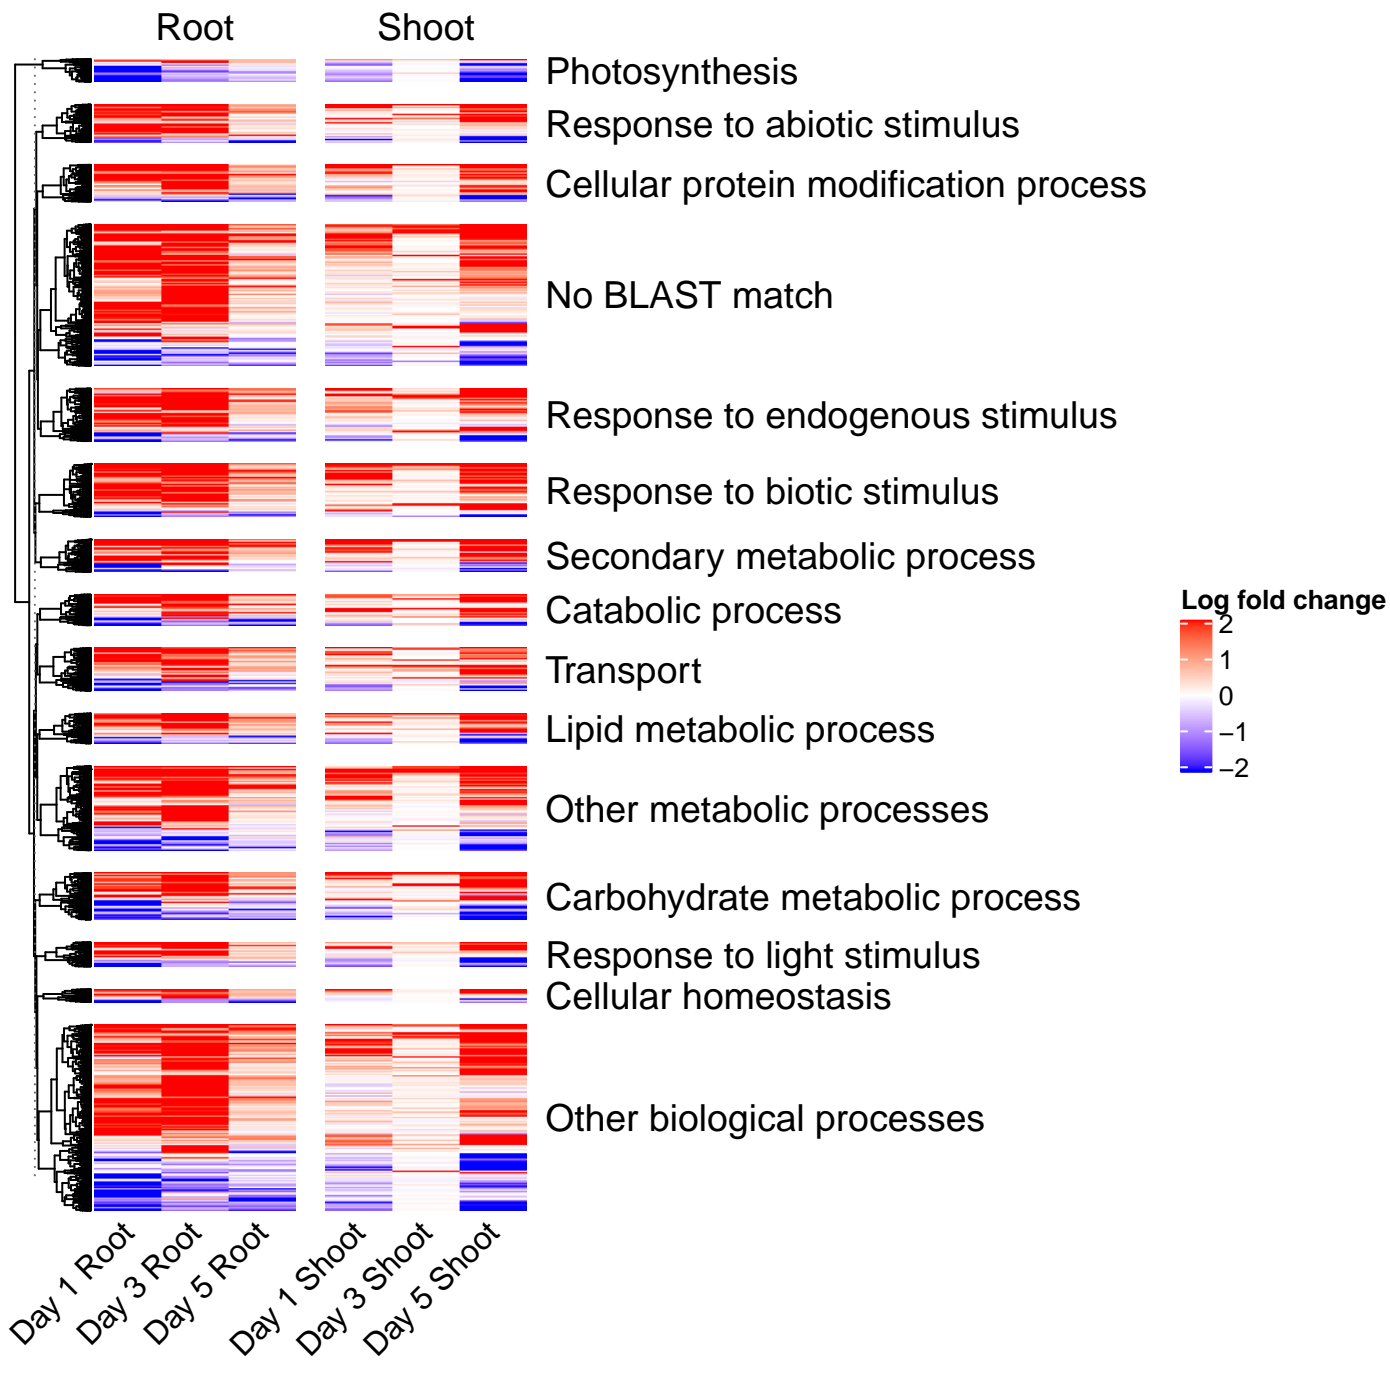 Root Shoot
Photosynthesis
Response to abiotic stimulus
Cellular protein modification process
No BLAST match
Response to endogenous stimulus
Response to biotic stimulus
Secondary metabolic process
Catabolic process
Transport
Lipid metabolic process
Other metabolic processes
Carbohydrate metabolic process
Response to light stimulus
Cellular homeostasis
Other biological processes
Log fold change
2
1
0
−1
−2
Day 1 Root
Day 3 Root
Day 5 Root
Day 1 Shoot
Day 3 Shoot
Day 5 Shoot